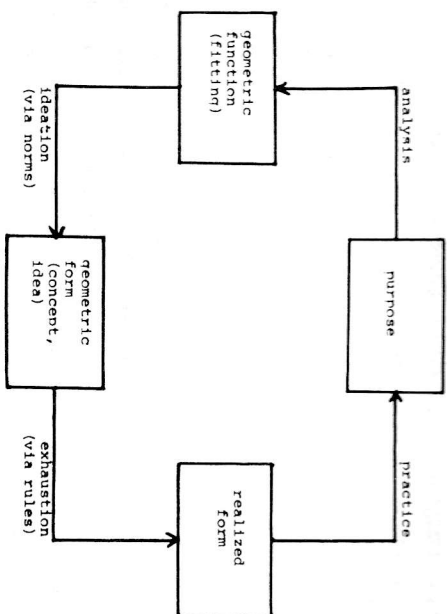 analysis
purpose
practice
geometric
function
(fitting)
realized
form
ideation
(via norms)
geometric
form
(concept,
idea)
exhaustion
(via rules)